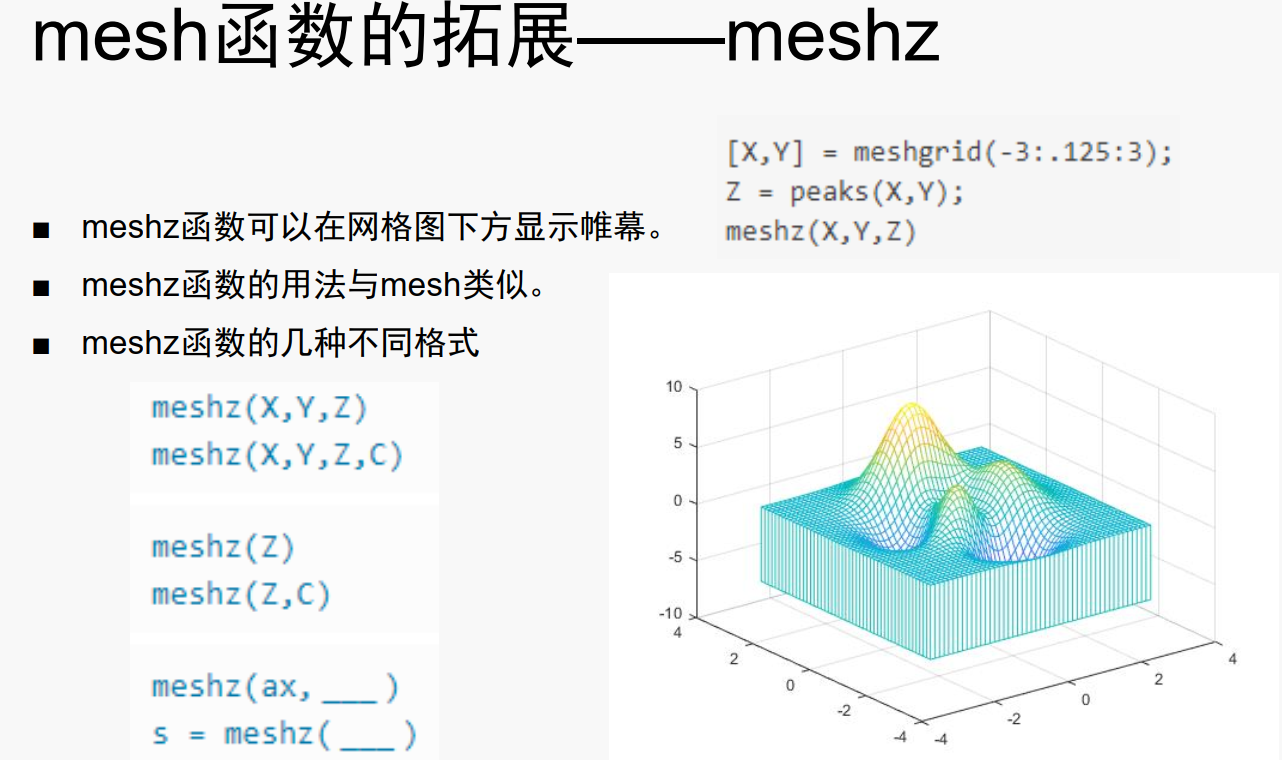 mesh函数的拓展——meshz
[X,Y] = meshgrid(-3:.125:3);
Z = peaks(X,Y);
meshz(X,Y,Z)
■ meshz函数可以在网格图下方显示帷幕。
■ meshz函数的用法与mesh类似。
■ meshz函数的几种不同格式
meshz(X,Y,Z)
meshz(X,Y,Z,C)
meshz(Z)
meshz(Z,C)
meshz(ax,___)
s = meshz(___)
10
5
0
-5
-10
4
2
0
-2
-4
-4
-2
0
2
4